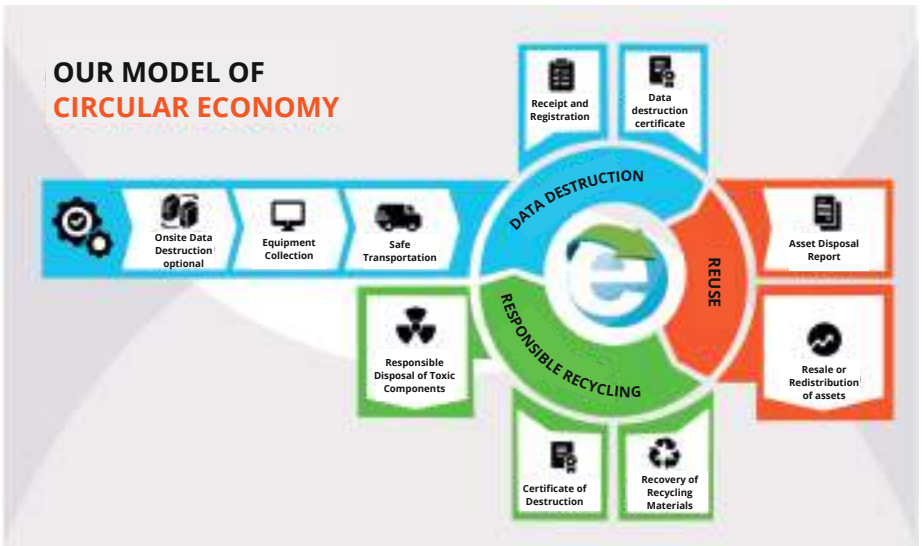 OUR MODEL OF
CIRCULAR ECONOMY
Receipt and
Registration
Data
destruction
certificate
DATA DESTRUCTION
Onsite Data
Destruction
optional
Equipment
Collection
Safe
Transportation
e
REUSE
Asset Disposal
Report
Resale or
Redistribution
of assets
RESPONSIBLE RECYCLING
Responsible
Disposal of Toxic
Components
Certificate of
Destruction
Recovery of
Recycling
Materials